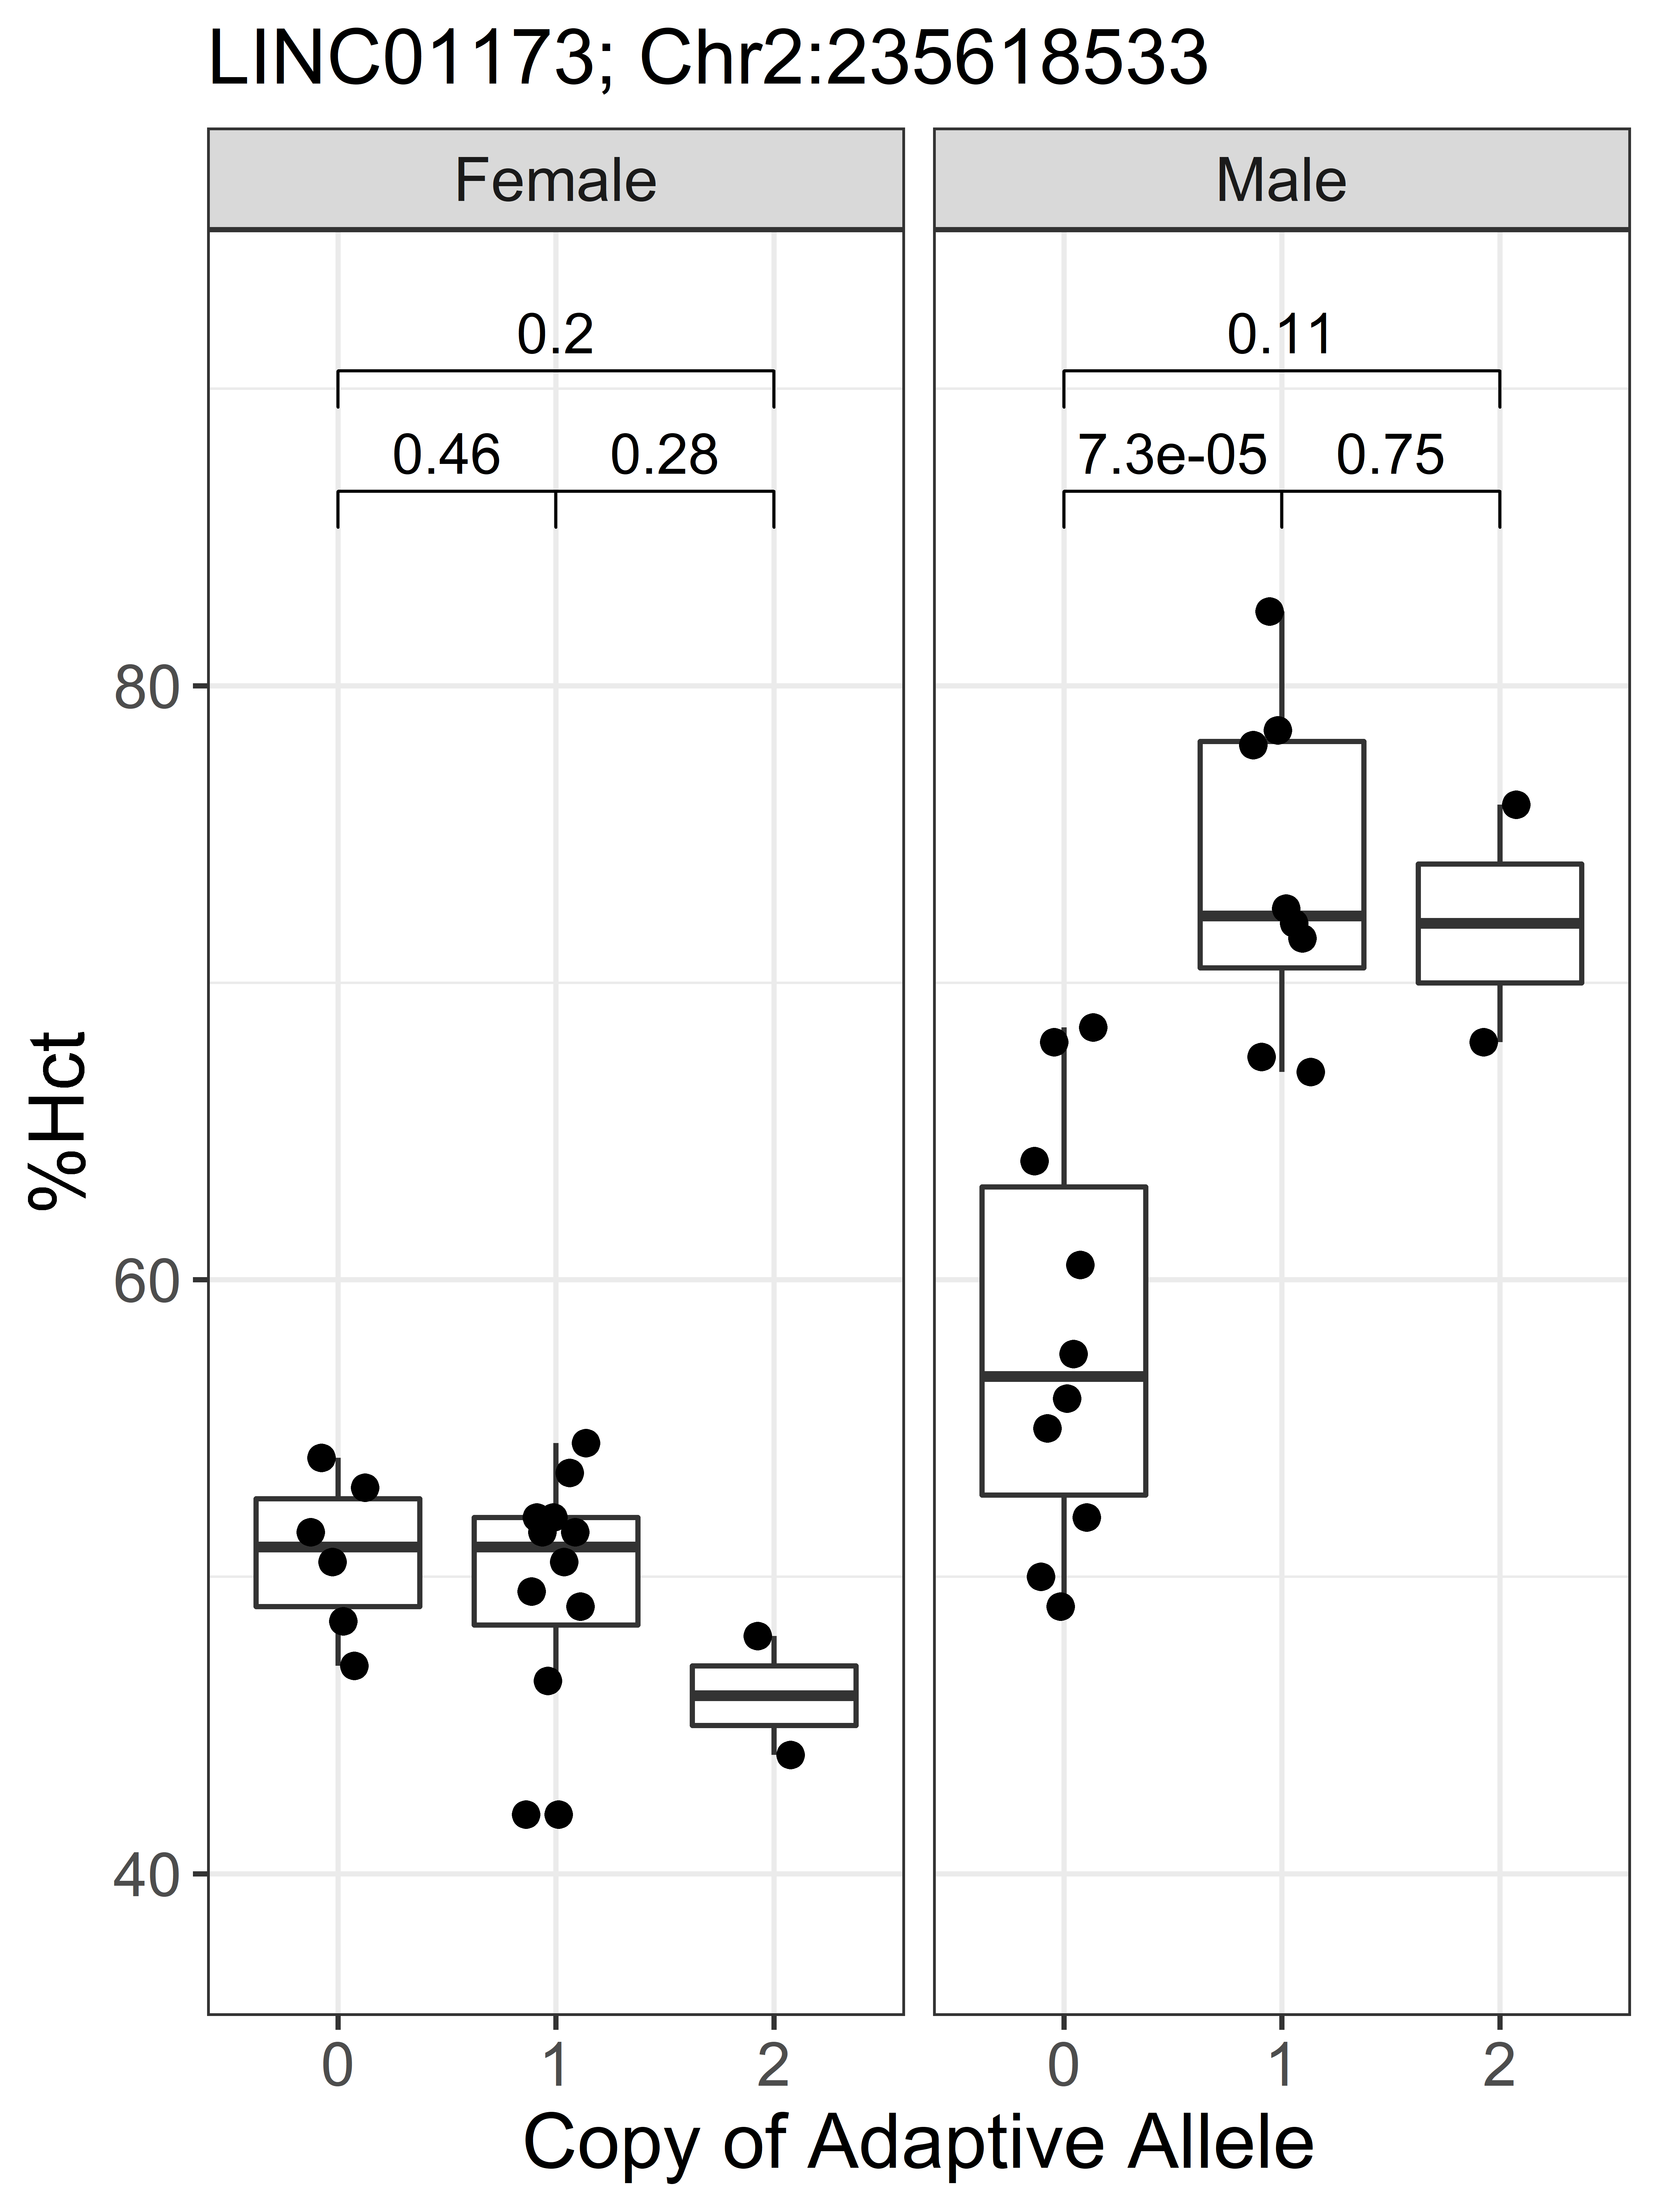 LINC01173; Chr2:235618533
Female
Male
0.2
0.11
0.46
0.28
7.3e-05
0.75
80
60
40
%Hct
0
1
2
0
1
2
Copy of Adaptive Allele